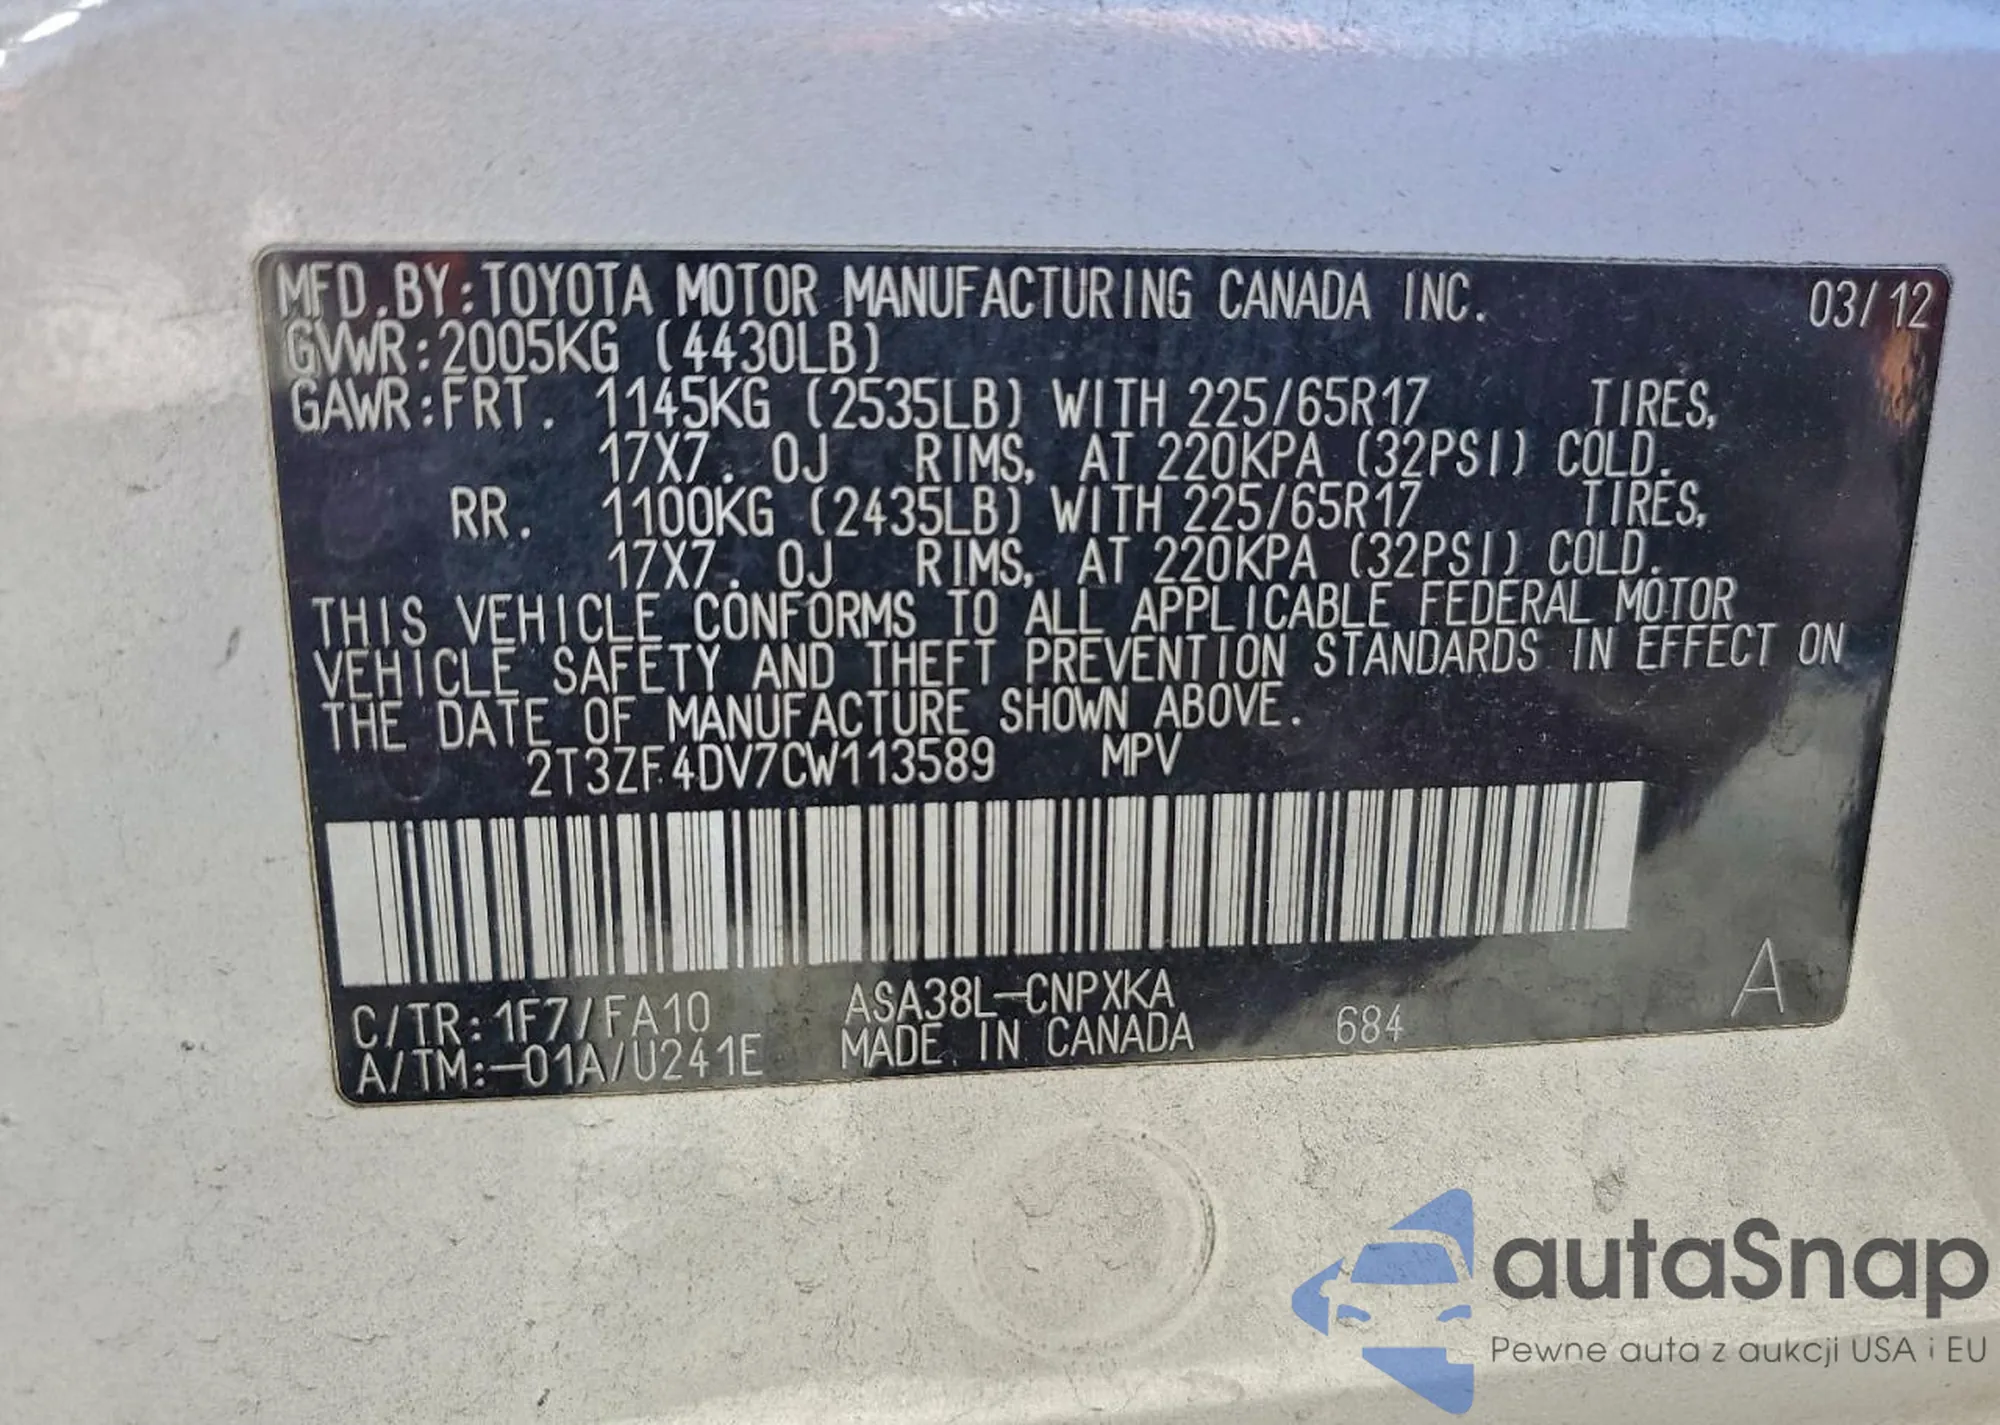 MFD.BY:TOYOTA MOTOR MANUFACTURING CANADA INC. 03/12
GVWR:2005KG (4430LB)
GAWR:FRT. 1145KG (2535LB) WITH 225/65R17 TIRES,
17X7.0J RIMS, AT 220KPA (32PSI) COLD.
RR. 1100KG (2435LB) WITH 225/65R17 TIRES,
17X7.0J RIMS, AT 220KPA (32PSI) COLD.
THIS VEHICLE CONFORMS TO ALL APPLICABLE FEDERAL MOTOR
VEHICLE SAFETY AND THEFT PREVENTION STANDARDS IN EFFECT ON
THE DATE OF MANUFACTURE SHOWN ABOVE.
2T3ZF4DV7CW113589 MPV
C/TR:1F7/FA10 ASA38L-CNPXKA A
A/TM:-01A/U241E MADE IN CANADA 684
autaSnap
Pewne auta z aukcji USA i EU